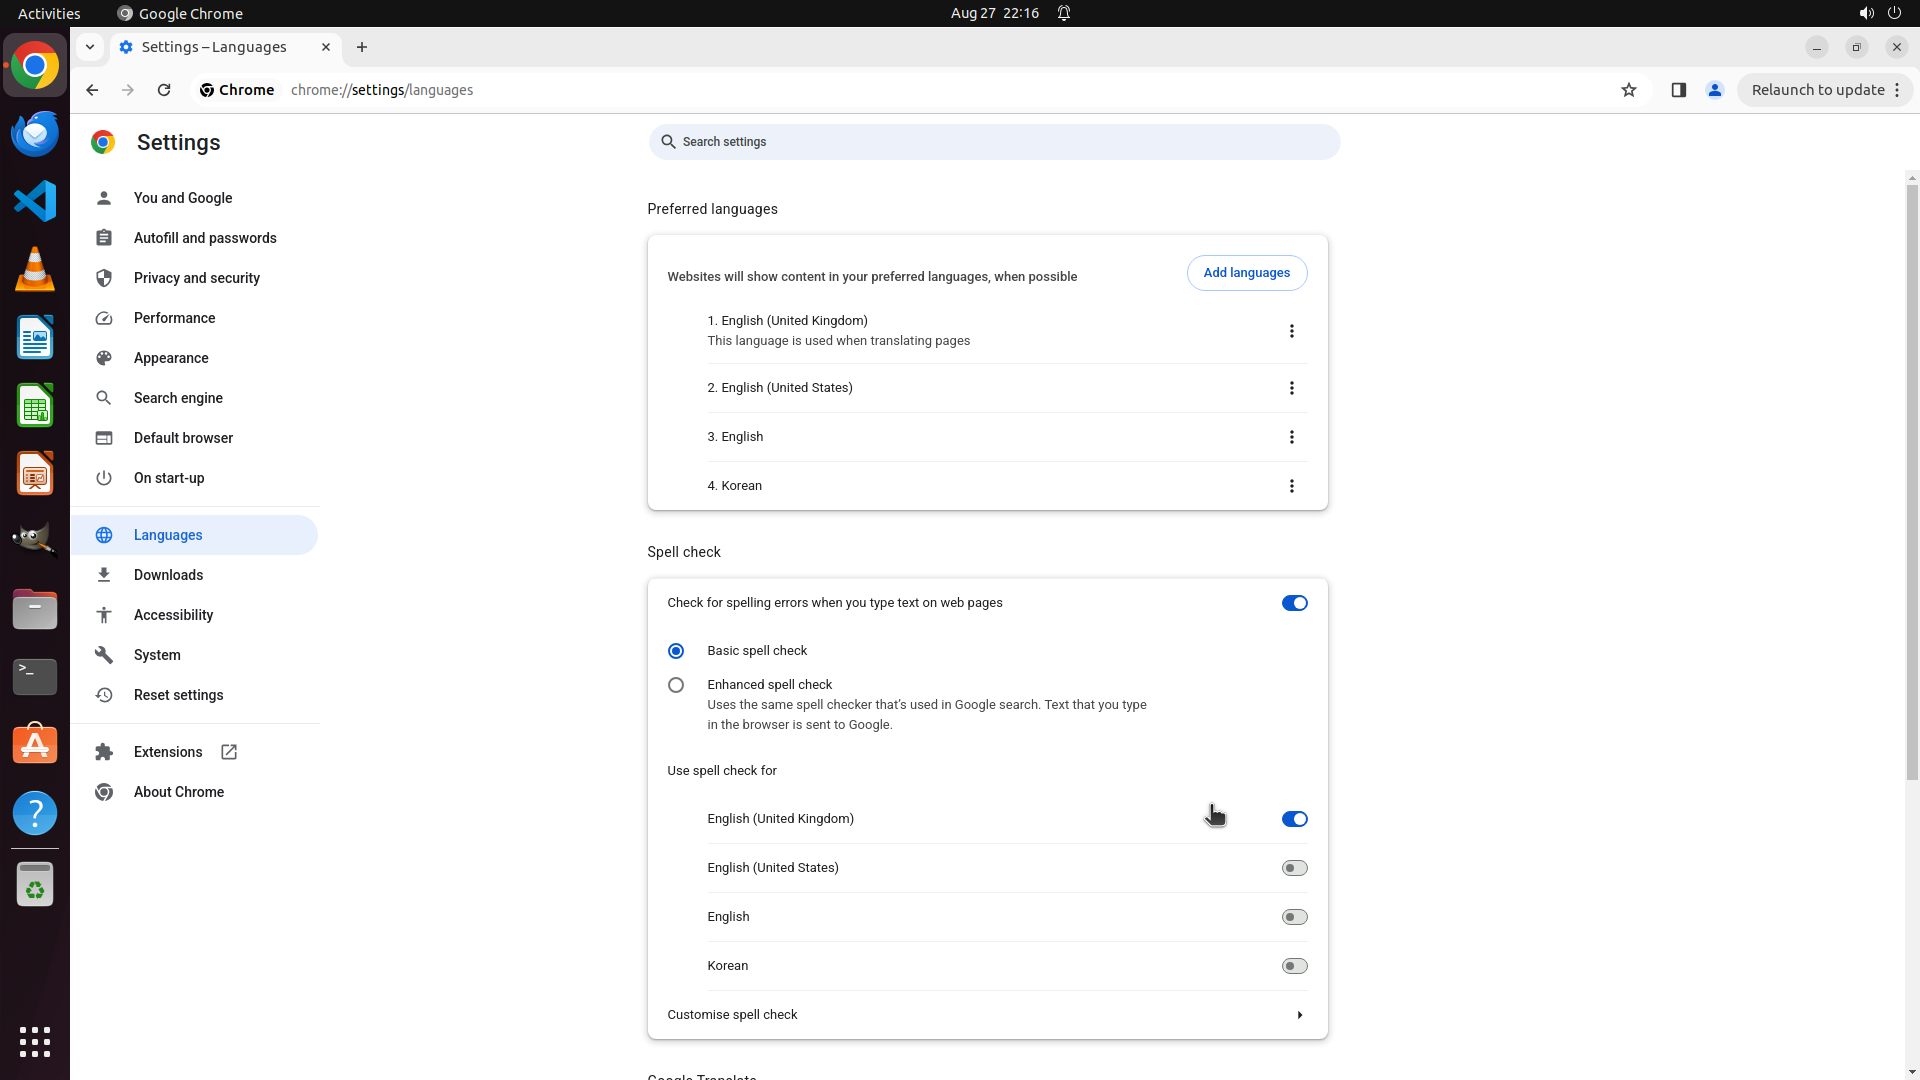 Activities
Google Chrome
Aug 27 22:16
Settings – Languages
Chrome
chrome://settings/languages
Relaunch to update
Settings
Search settings
You and Google
Autofill and passwords
Privacy and security
Performance
Appearance
Search engine
Default browser
On start-up
Languages
Downloads
Accessibility
System
Reset settings
Extensions
About Chrome
Preferred languages
Websites will show content in your preferred languages, when possible
Add languages
1. English (United Kingdom)
This language is used when translating pages
2. English (United States)
3. English
4. Korean
Spell check
Check for spelling errors when you type text on web pages
Basic spell check
Enhanced spell check
Uses the same spell checker that's used in Google search. Text that you type
in the browser is sent to Google.
Use spell check for
English (United Kingdom)
English (United States)
English
Korean
Customise spell check
Google Translate